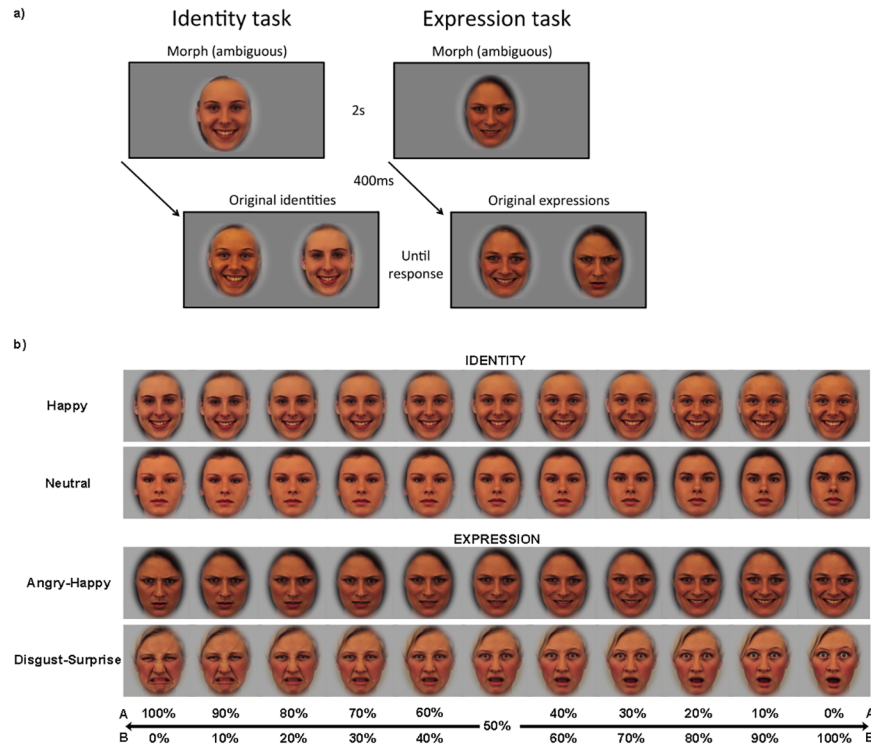 a)
Identity task Expression task
Morph (ambiguous) Morph (ambiguous)
2s
400ms
Original identities Original expressions
Until
response
b)
IDENTITY
Happy
Neutral
EXPRESSION
Angry-Happy
Disgust-Surprise
A 100% 90% 80% 70% 60% 40% 30% 20% 10% 0% A
50%
B 0% 10% 20% 30% 40% 60% 70% 80% 90% 100% B